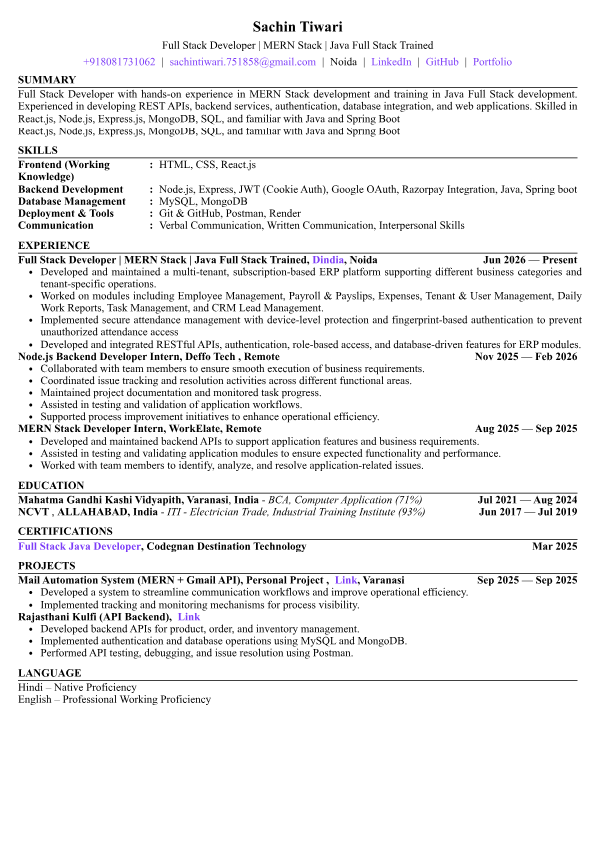 Sachin Tiwari
Full Stack Developer | MERN Stack | Java Full Stack Trained
+918081731062 | sachintiwari.751858@gmail.com | Noida | LinkedIn | GitHub | Portfolio
SUMMARY
Full Stack Developer with hands-on experience in MERN Stack development and training in Java Full Stack development.
Experienced in developing REST APIs, backend services, authentication, database integration, and web applications. Skilled in
React.js, Node.js, Express.js, MongoDB, SQL, and familiar with Java and Spring Boot
React.js, Node.js, Express.js, MongoDB, SQL, and familiar with Java and Spring Boot
SKILLS
Frontend (Working : HTML, CSS, React.js
Knowledge)
Backend Development : Node.js, Express, JWT (Cookie Auth), Google OAuth, Razorpay Integration, Java, Spring boot
Database Management : MySQL, MongoDB
Deployment & Tools : Git & GitHub, Postman, Render
Communication : Verbal Communication, Written Communication, Interpersonal Skills
EXPERIENCE
Full Stack Developer | MERN Stack | Java Full Stack Trained, Dindia, Noida Jun 2026 — Present
• Developed and maintained a multi-tenant, subscription-based ERP platform supporting different business categories and
tenant-specific operations.
• Worked on modules including Employee Management, Payroll & Payslips, Expenses, Tenant & User Management, Daily
Work Reports, Task Management, and CRM Lead Management.
• Implemented secure attendance management with device-level protection and fingerprint-based authentication to prevent
unauthorized attendance access
• Developed and integrated RESTful APIs, authentication, role-based access, and database-driven features for ERP modules.
Node.js Backend Developer Intern, Deffo Tech , Remote Nov 2025 — Feb 2026
• Collaborated with team members to ensure smooth execution of business requirements.
• Coordinated issue tracking and resolution activities across different functional areas.
• Maintained project documentation and monitored task progress.
• Assisted in testing and validation of application workflows.
• Supported process improvement initiatives to enhance operational efficiency.
MERN Stack Developer Intern, WorkElate, Remote Aug 2025 — Sep 2025
• Developed and maintained backend APIs to support application features and business requirements.
• Assisted in testing and validating application modules to ensure expected functionality and performance.
• Worked with team members to identify, analyze, and resolve application-related issues.
EDUCATION
Mahatma Gandhi Kashi Vidyapith, Varanasi, India - BCA, Computer Application (71%) Jul 2021 — Aug 2024
NCVT , ALLAHABAD, India - ITI - Electrician Trade, Industrial Training Institute (93%) Jun 2017 — Jul 2019
CERTIFICATIONS
Full Stack Java Developer, Codegnan Destination Technology Mar 2025
PROJECTS
Mail Automation System (MERN + Gmail API), Personal Project , Link, Varanasi Sep 2025 — Sep 2025
• Developed a system to streamline communication workflows and improve operational efficiency.
• Implemented tracking and monitoring mechanisms for process visibility.
Rajasthani Kulfi (API Backend), Link
• Developed backend APIs for product, order, and inventory management.
• Implemented authentication and database operations using MySQL and MongoDB.
• Performed API testing, debugging, and issue resolution using Postman.
LANGUAGE
Hindi – Native Proficiency
English – Professional Working Proficiency